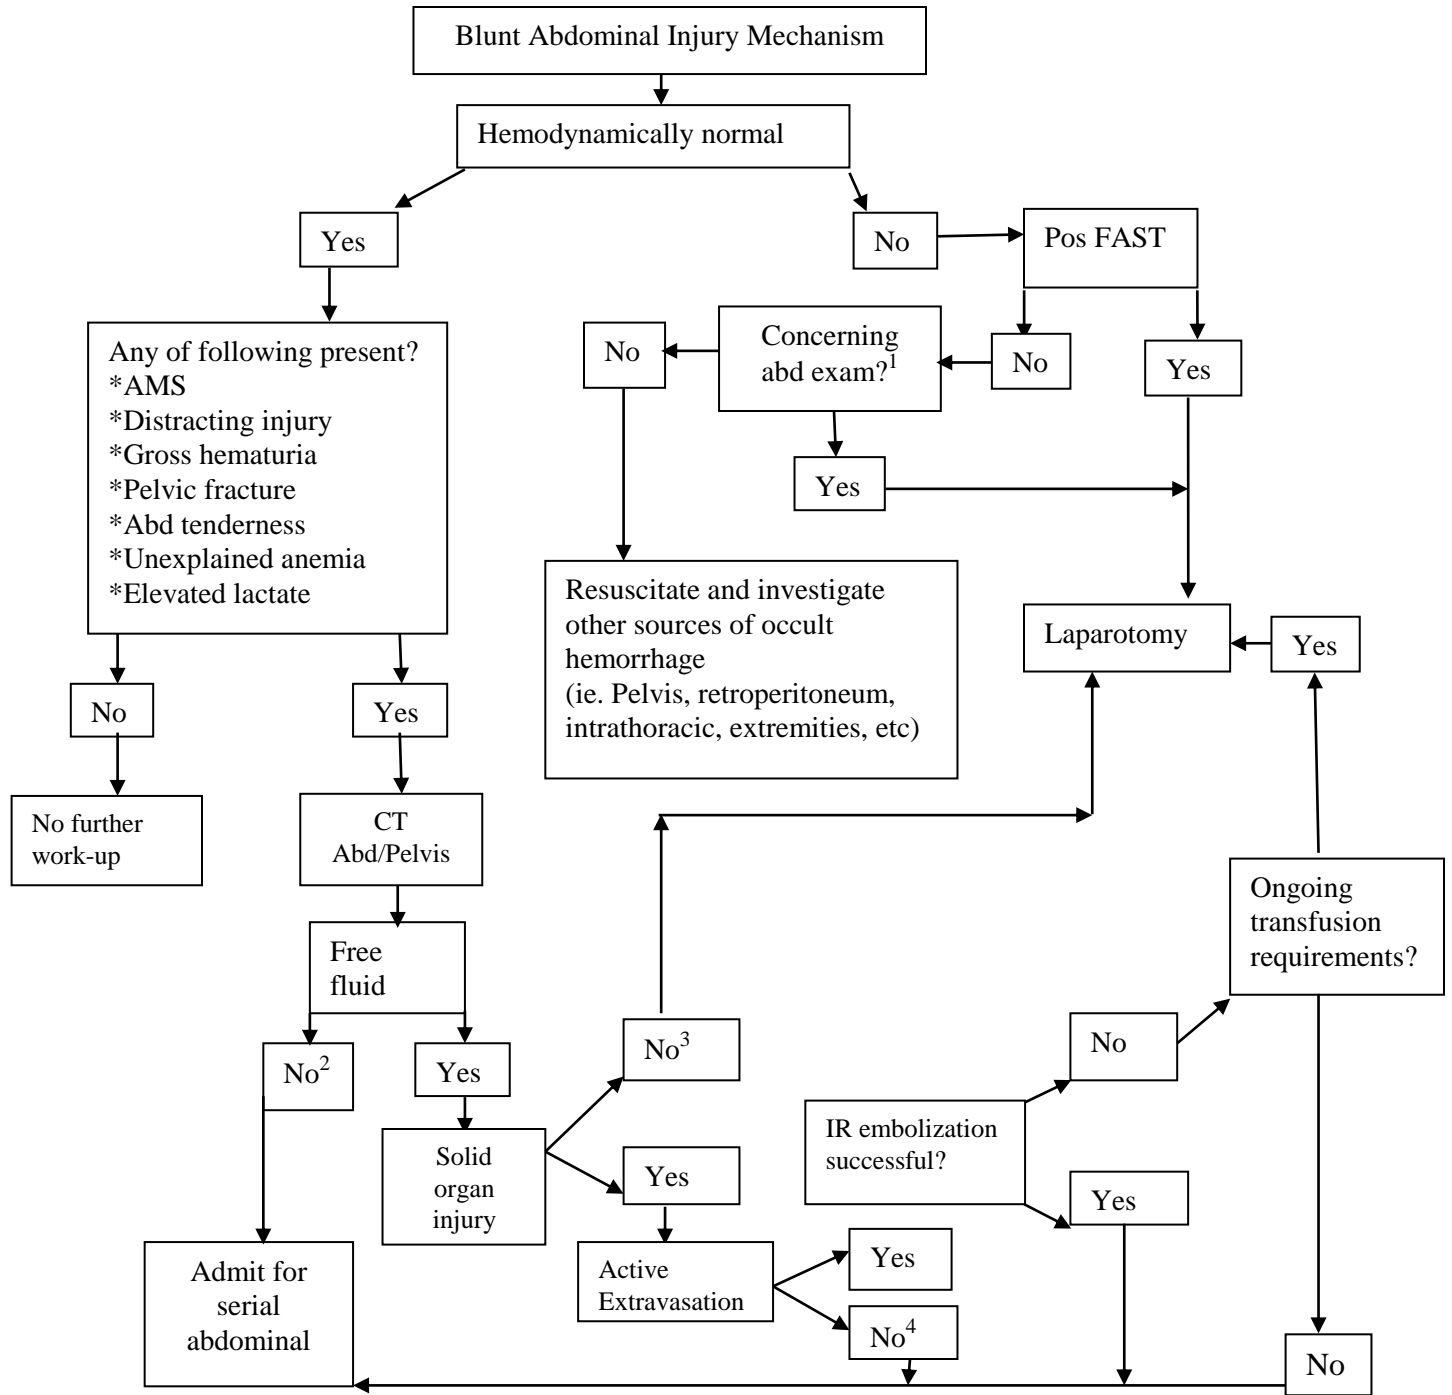 Blunt Abdominal Injury Mechanism
Hemodynamically normal
Yes
No
Pos FAST
Any of following present?
*AMS
*Distracting injury
*Gross hematuria
*Pelvic fracture
*Abd tenderness
*Unexplained anemia
*Elevated lactate
No
Concerning
abd exam?¹
No
Yes
Yes
Resuscitate and investigate
other sources of occult
hemorrhage
(ie. Pelvis, retroperitoneum,
intrathoracic, extremities, etc)
Laparotomy
Yes
No
Yes
No further
work-up
CT
Abd/Pelvis
Ongoing
transfusion
requirements?
Free
fluid
No²
Yes
No³
No
Solid
organ
injury
Yes
IR embolization
successful?
Yes
Admit for
serial
abdominal
Active
Extravasation
Yes
No⁴
No